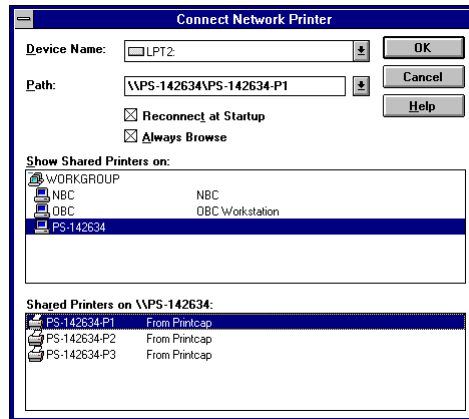 Connect Network Printer
Device Name: LPT2: OK
Path: \\PS-142634\PS-142634-P1 Cancel
Help
Reconnect at Startup
Always Browse
Show Shared Printers on:
WORKGROUP
NBC NBC
OBC OBC Workstation
PS-142634
Shared Printers on \\PS-142634:
PS-142634-P1 From Printcap
PS-142634-P2 From Printcap
PS-142634-P3 From Printcap